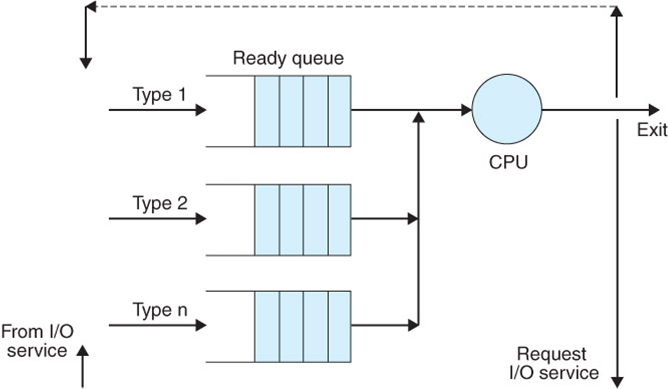 Ready queue
Type 1
Exit
CPU
Type 2
Type n
From I/O
service
Request
I/O service